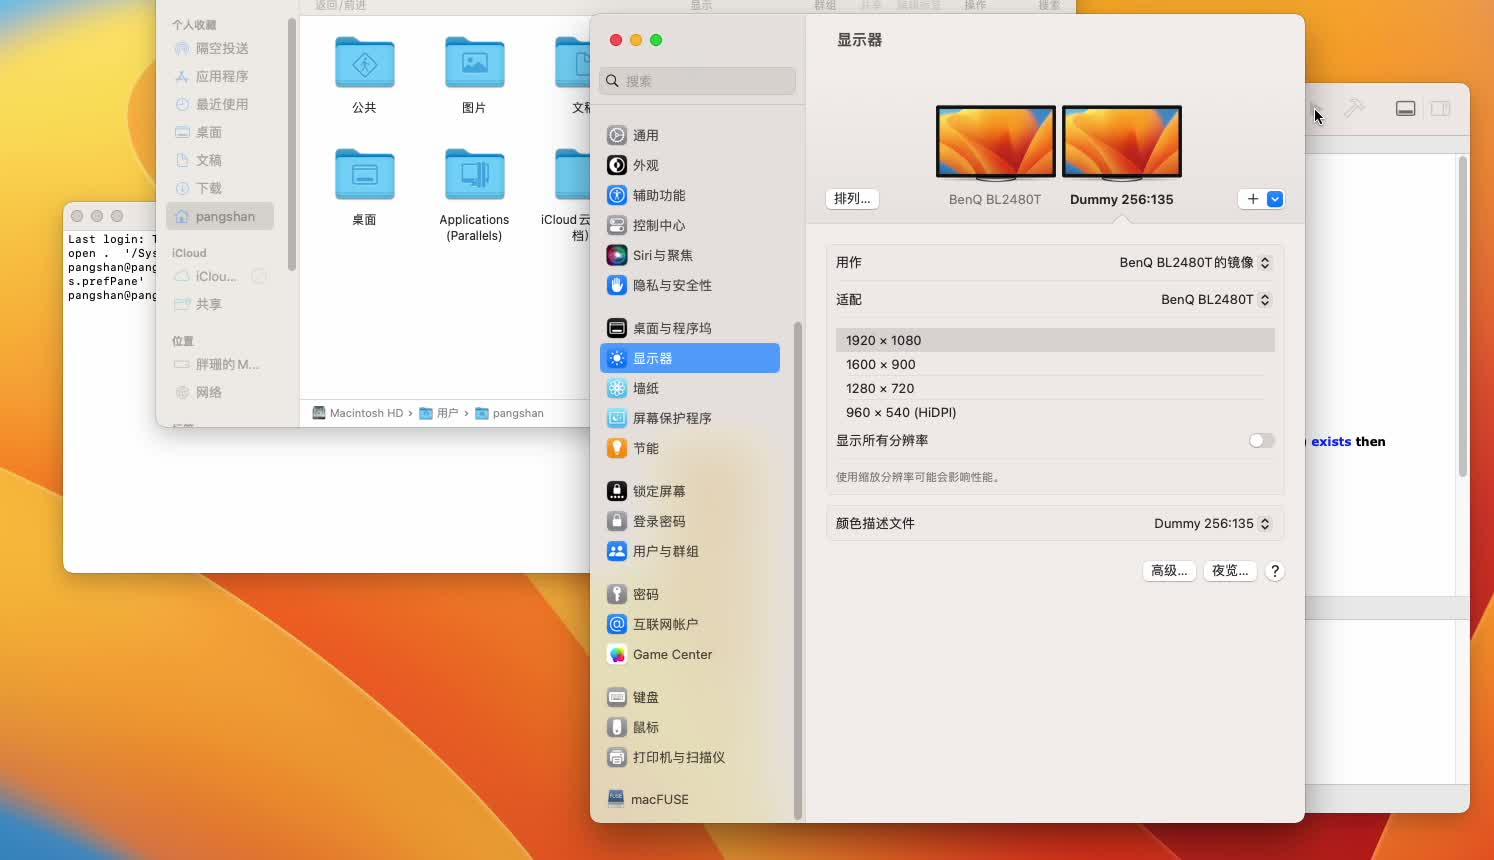 返回/前进
显示
群组
共享
编辑标签
操作
搜索
个人收藏
隔空投送
应用程序
最近使用
桌面
文稿
下载
pangshan
iCloud
iClou...
共享
位置
胖珊的 M...
网络
公共
图片
桌面
Applications
(Parallels)
Macintosh HD › 用户 › pangshan
Last login: T
open . '/Sys
pangshan@pang
s.prefPane'
pangshan@pang
搜索
通用
外观
辅助功能
控制中心
Siri与聚焦
隐私与安全性
桌面与程序坞
显示器
墙纸
屏幕保护程序
节能
锁定屏幕
登录密码
用户与群组
密码
互联网帐户
Game Center
键盘
鼠标
打印机与扫描仪
macFUSE
显示器
排列...
BenQ BL2480T
Dummy 256:135
用作
BenQ BL2480T的镜像
适配
BenQ BL2480T
1920 × 1080
1600 × 900
1280 × 720
960 × 540 (HiDPI)
显示所有分辨率
使用缩放分辨率可能会影响性能。
颜色描述文件
Dummy 256:135
高级...
夜览...
?
) exists then